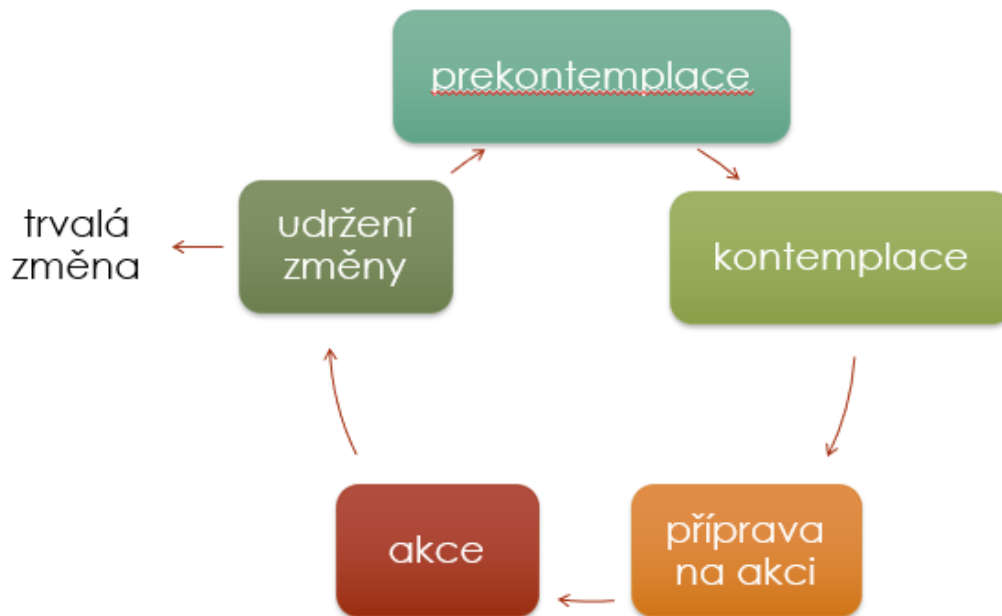 prekontemplace
kontemplace
příprava
na akci
akce
udržení
změny
trvalá
změna